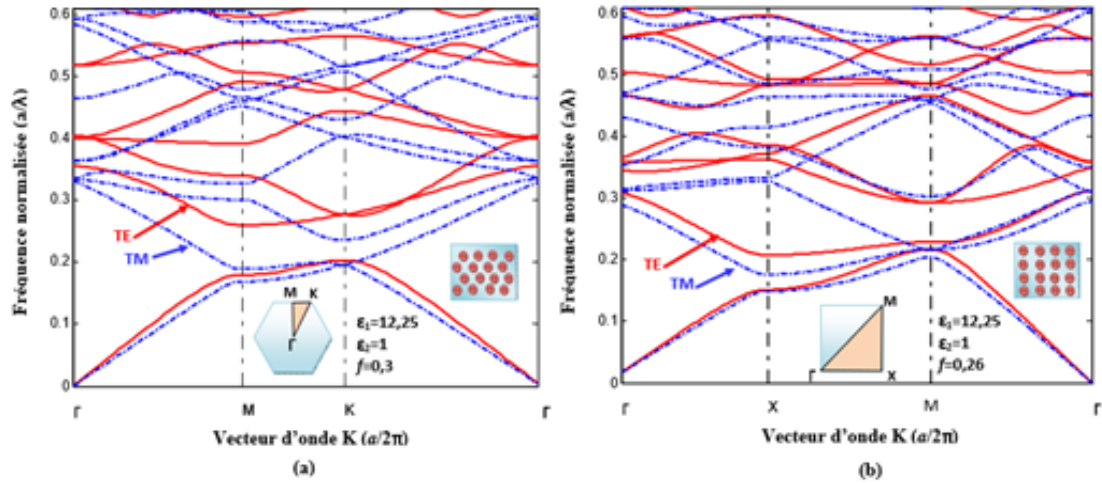 Fréquence normalisée (a/λ)
0.6
0.5
0.4
0.3
0.2
0.1
0
TE
TM
M K
Γ
ε₁=12,25
ε₂=1
f=0,3
Γ M K Γ
Vecteur d'onde K (a/2π)
(a)
Fréquence normalisée (a/λ)
0.6
0.5
0.4
0.3
0.2
0.1
0
TE
TM
M
Γ X
ε₁=12,25
ε₂=1
f=0,26
Γ X M Γ
Vecteur d'onde K (a/2π)
(b)